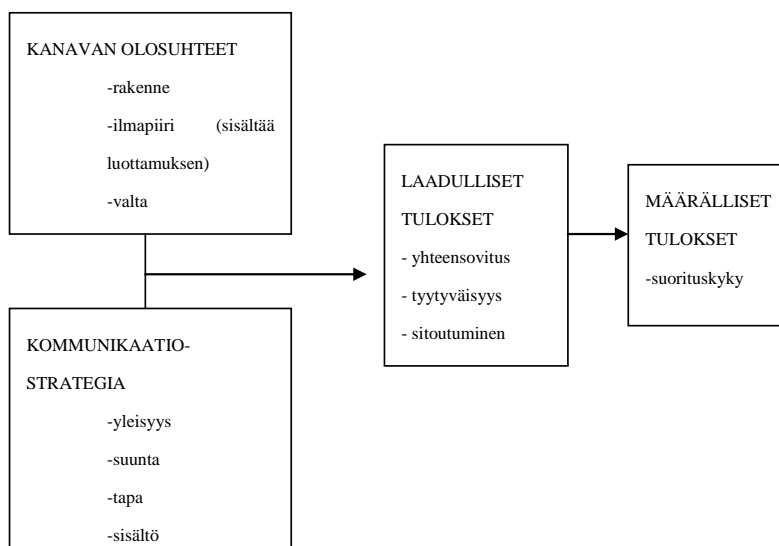 KANAVAN OLOSUHTEET
-rakenne
-ilmapiiri (sisältää
luottamuksen)
-valta
KOMMUNIKAATIO-
STRATEGIA
-yleisyys
-suunta
-tapa
-sisältö
LAADULLISET
TULOKSET
- yhteensovitus
- tyytyväisyys
- sitoutuminen
MÄÄRÄLLISET
TULOKSET
-suorituskyky